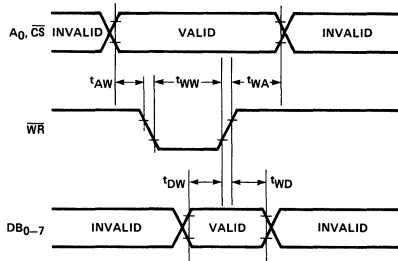 A0, CS INVALID VALID INVALID
tAW tWW tWA
WR
tDW tWD
DB0–7 INVALID VALID INVALID